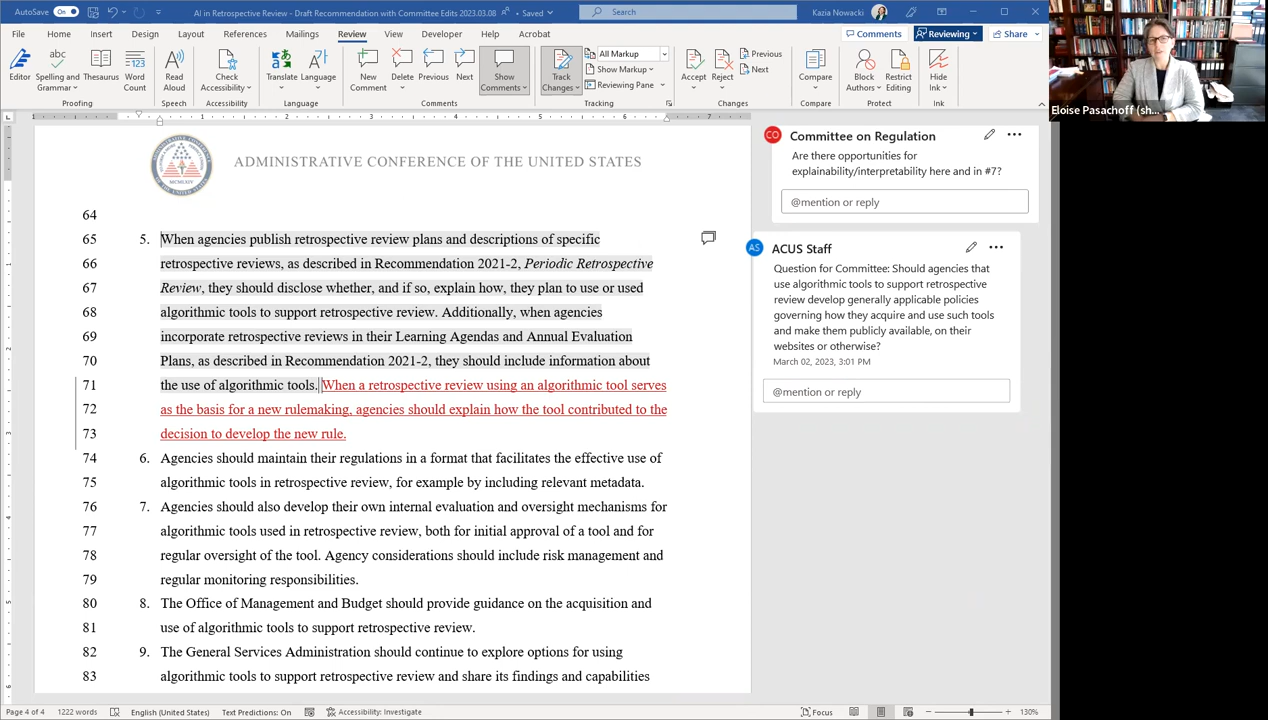 AutoSave On AI in Retrospective Review - Draft Recommendation with Committee Edits 2023.03.08 • Saved Search Kazia Nowacki
File Home Insert Draw Design Layout References Mailings Review View Developer Help Acrobat Comments Reviewing Share
Editor Spelling and Grammar Thesaurus Word Count Read Aloud Check Accessibility Translate Language New Comment Delete Previous Next Show Comments Track Changes All Markup Show Markup Reviewing Pane Accept Reject Previous Next Compare Block Authors Restrict Editing Hide Ink
Proofing Speech Accessibility Language Comments Tracking Changes Compare Protect Ink
Eloise Pasachoff (sh...
ADMINISTRATIVE CONFERENCE OF THE UNITED STATES
64
65 5. When agencies publish retrospective review plans and descriptions of specific
66 retrospective reviews, as described in Recommendation 2021-2, Periodic Retrospective
67 Review, they should disclose whether, and if so, explain how, they plan to use or used
68 algorithmic tools to support retrospective review. Additionally, when agencies
69 incorporate retrospective reviews in their Learning Agendas and Annual Evaluation
70 Plans, as described in Recommendation 2021-2, they should include information about
71 the use of algorithmic tools. When a retrospective review using an algorithmic tool serves
72 as the basis for a new rulemaking, agencies should explain how the tool contributed to the
73 decision to develop the new rule.
74 6. Agencies should maintain their regulations in a format that facilitates the effective use of
75 algorithmic tools in retrospective review, for example by including relevant metadata.
76 7. Agencies should also develop their own internal evaluation and oversight mechanisms for
77 algorithmic tools used in retrospective review, both for initial approval of a tool and for
78 regular oversight of the tool. Agency considerations should include risk management and
79 regular monitoring responsibilities.
80 8. The Office of Management and Budget should provide guidance on the acquisition and
81 use of algorithmic tools to support retrospective review.
82 9. The General Services Administration should continue to explore options for using
83 algorithmic tools to support retrospective review and share its findings and capabilities
CO Committee on Regulation
Are there opportunities for
explainability/interpretability here and in #7?
@mention or reply
AS ACUS Staff
Question for Committee: Should agencies that
use algorithmic tools to support retrospective
review develop generally applicable policies
governing how they acquire and use such tools
and make them publicly available, on their
websites or otherwise?
March 02, 2023, 3:01 PM
@mention or reply
Page 4 of 4 1222 words English (United States) Text Predictions: On Accessibility: Investigate Focus 130%